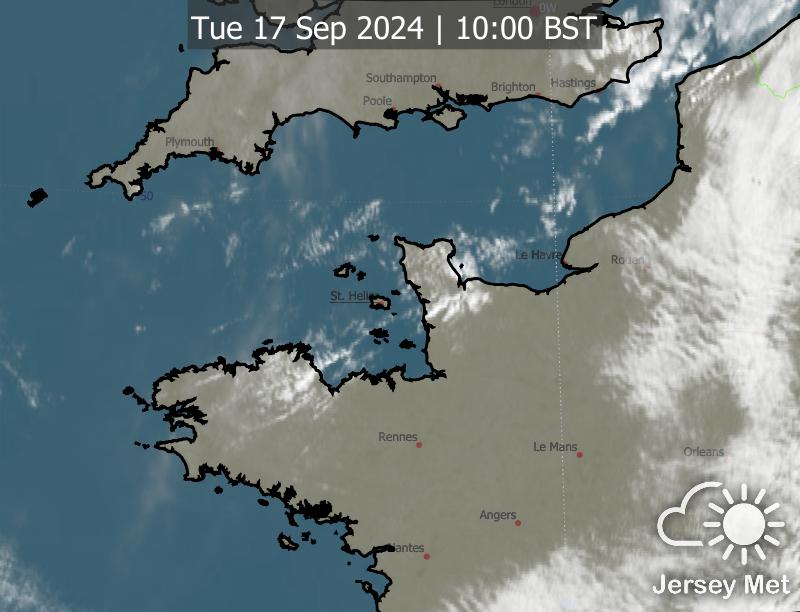 London
0W
Tue 17 Sep 2024 | 10:00 BST
Southampton
Brighton
Hastings
Poole
Plymouth
50
Le Havre
Rouen
St. Helier
Rennes
Le Mans
Orleans
Angers
Nantes
Jersey Met